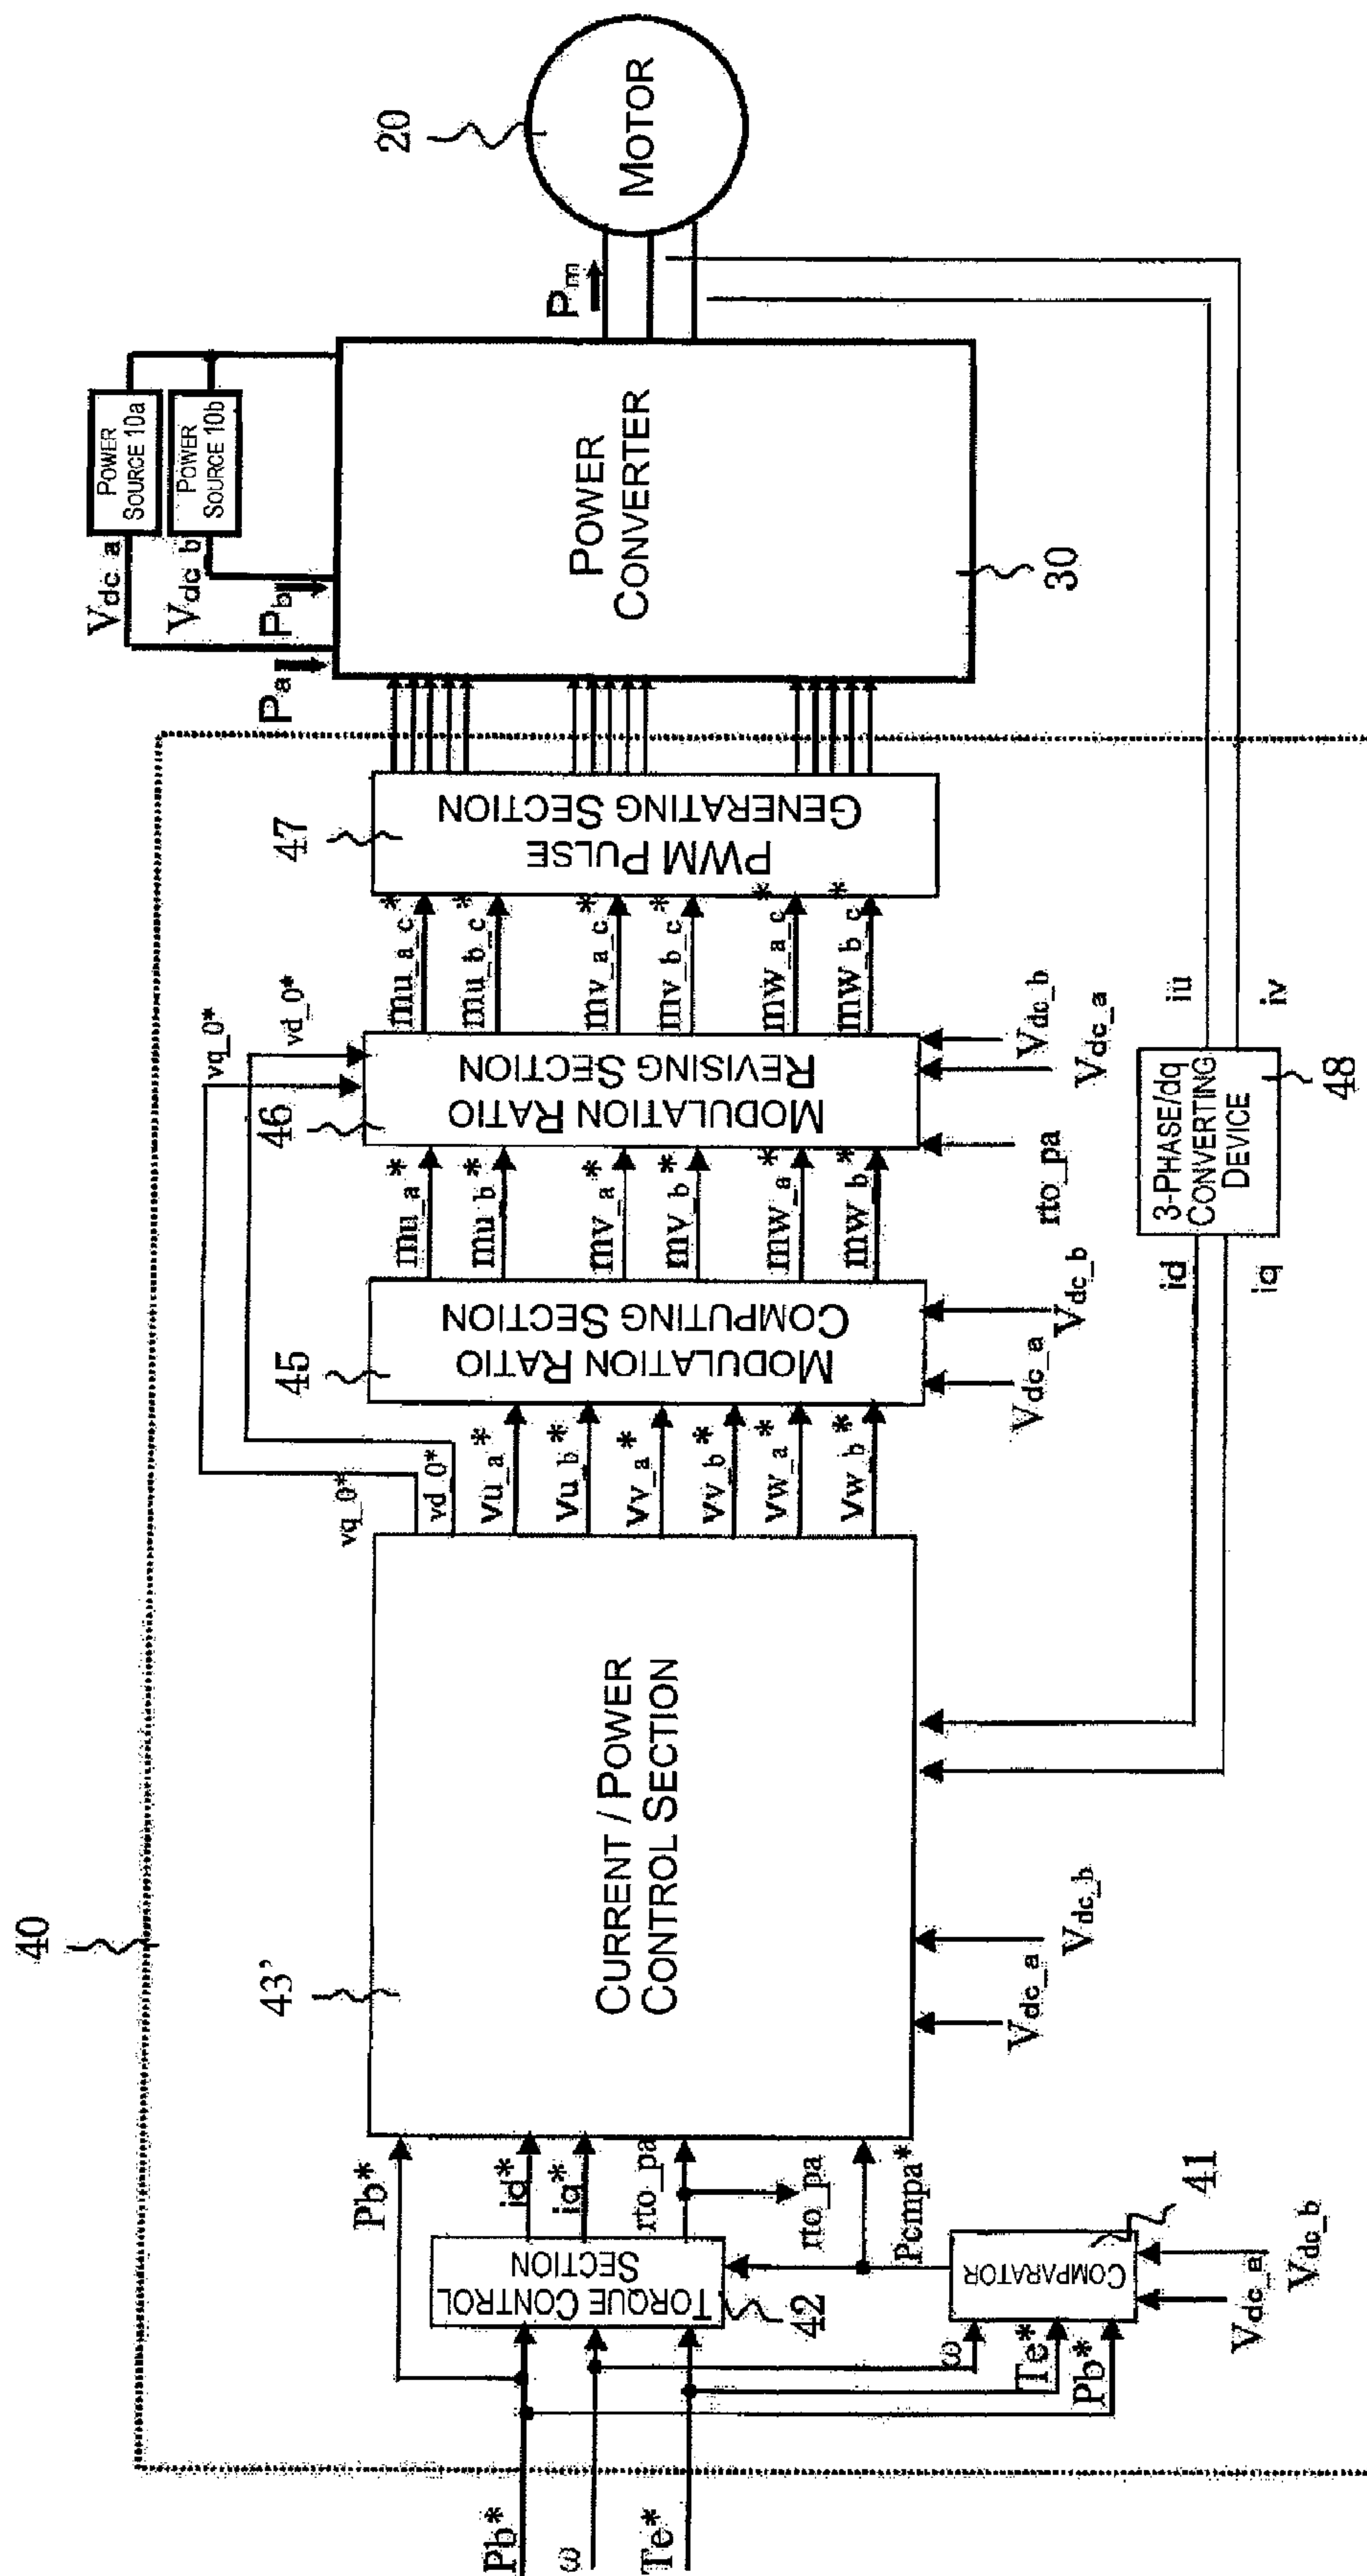 40
Pb*
ω
Te*
Pb*
id*
iq*
rto_pa
rto_pa
Pcmpa*
TORQUE CONTROL
SECTION
42
ω
Te*
Pb*
COMPARATOR
41
Vdc_a
Vdc_b
43'
CURRENT / POWER
CONTROL SECTION
Vdc_a
Vdc_b
vq_0*
vd_0*
vu_a*
vu_b*
vv_a*
vv_b*
vw_a*
vw_b*
45
MODULATION RATIO
COMPUTING SECTION
Vdc_a
Vdc_b
mu_a*
mu_b*
mv_a*
mv_b*
mw_a*
mw_b*
vq_0*
vd_0*
46
MODULATION RATIO
REVISING SECTION
rto_pa
Vdc_a
Vdc_b
mu_a_c*
mu_b_c*
mv_a_c*
mv_b_c*
mw_a_c*
mw_b_c*
47
PWM PULSE
GENERATING SECTION
id
iq
3-PHASE/dq
CONVERTING
DEVICE
48
iu
iv
Pa
Pb
Vdc_a
Vdc_b
POWER
SOURCE 10a
POWER
SOURCE 10b
POWER
CONVERTER
30
Pm
20
MOTOR